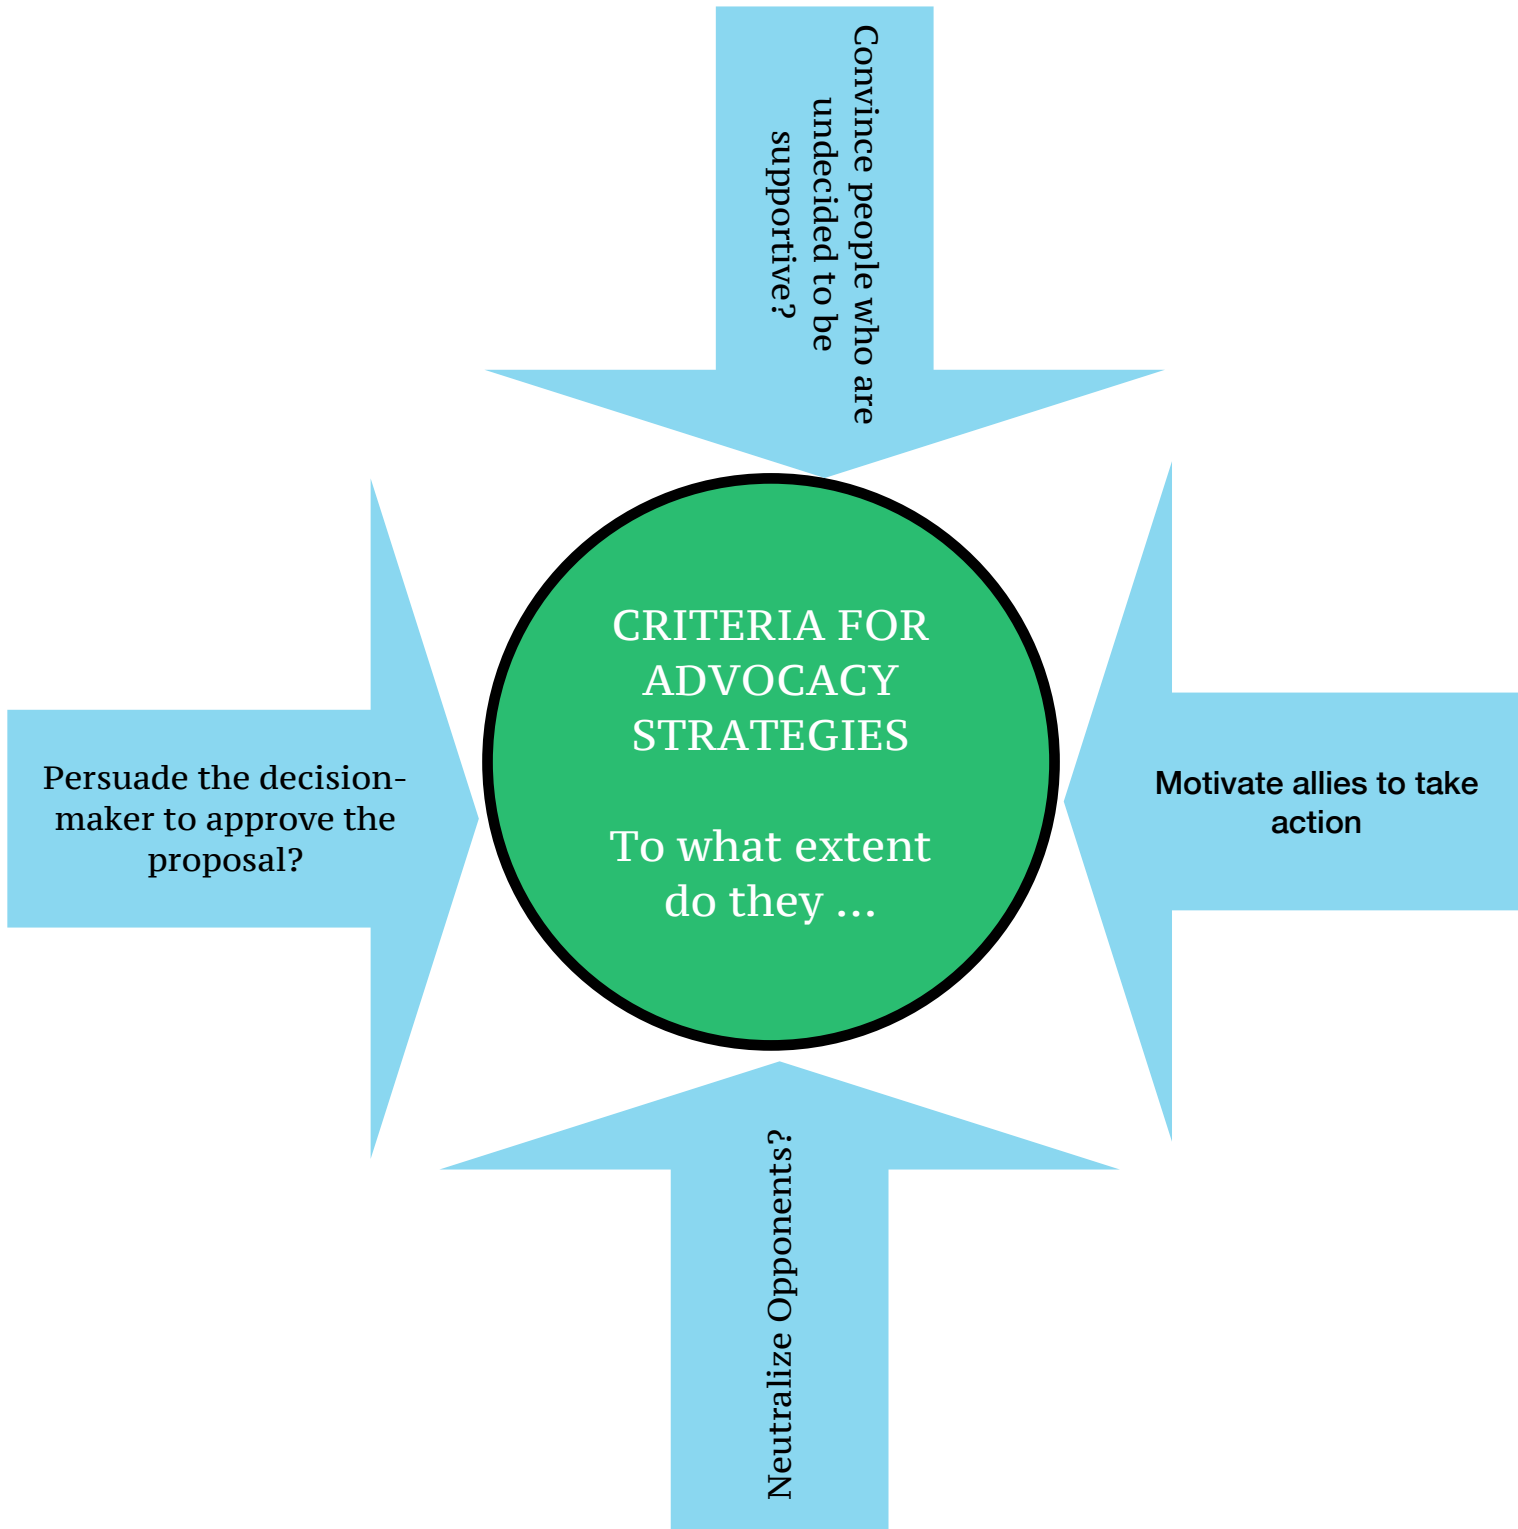 Convince people who are
undecided to be
supportive?
CRITERIA FOR
ADVOCACY
STRATEGIES
To what extent
do they ...
Persuade the decision-
maker to approve the
proposal?
Motivate allies to take
action
Neutralize Opponents?